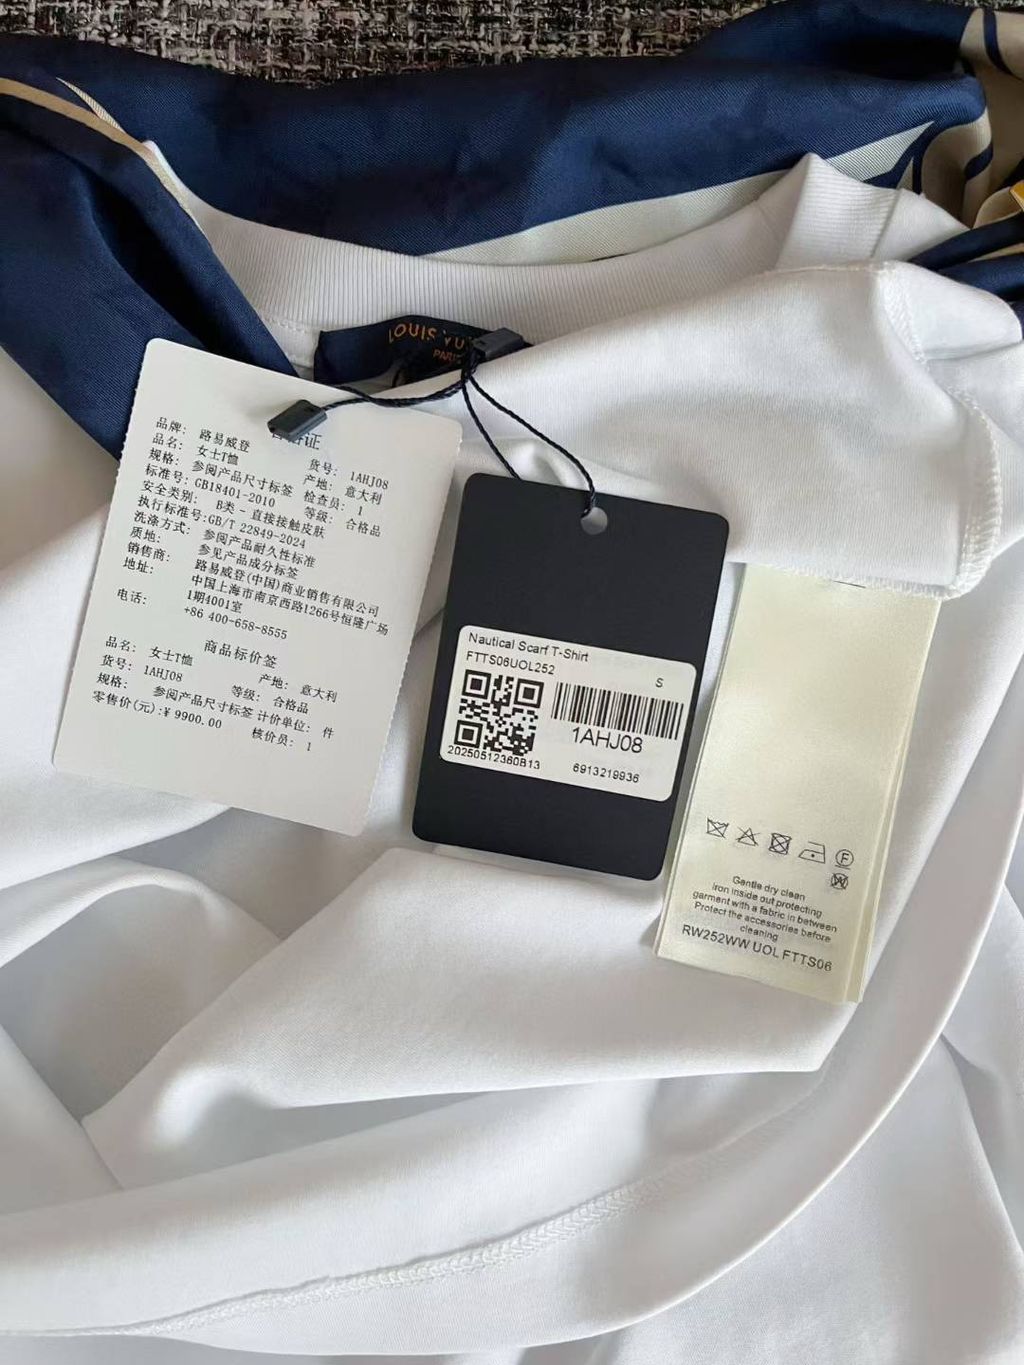 LOUIS VU
PARI
合格证
品牌: 路易威登
货号: 1AHJ08
品名: 女士T恤
产地: 意大利
规格: 参阅产品尺寸标签
检查员: 1
标准号: GB18401-2010
等级: 合格品
安全类别: B类-直接接触皮肤
执行标准号:GB/T 22849-2024
洗涤方式: 参阅产品耐久性标准
质地: 参见产品成分标签
销售商: 路易威登(中国)商业销售有限公司
地址: 中国上海市南京西路1266号恒隆广场
1期4001室
电话: +86 400-658-8555
商品标价签
品名: 女士T恤
产地: 意大利
货号: 1AHJ08
等级: 合格品
规格: 参阅产品尺寸标签
计价单位: 件
零售价(元):¥ 9900.00
核价员: 1
Nautical Scarf T-Shirt
FTTS06UOL252
S
1AHJ08
20250512360B13
6913219936
F
W
Gentle dry clean
iron inside out protecting
garment with a fabric in between
Protect the accessories before
cleaning
RW252WW UOL FTTS06